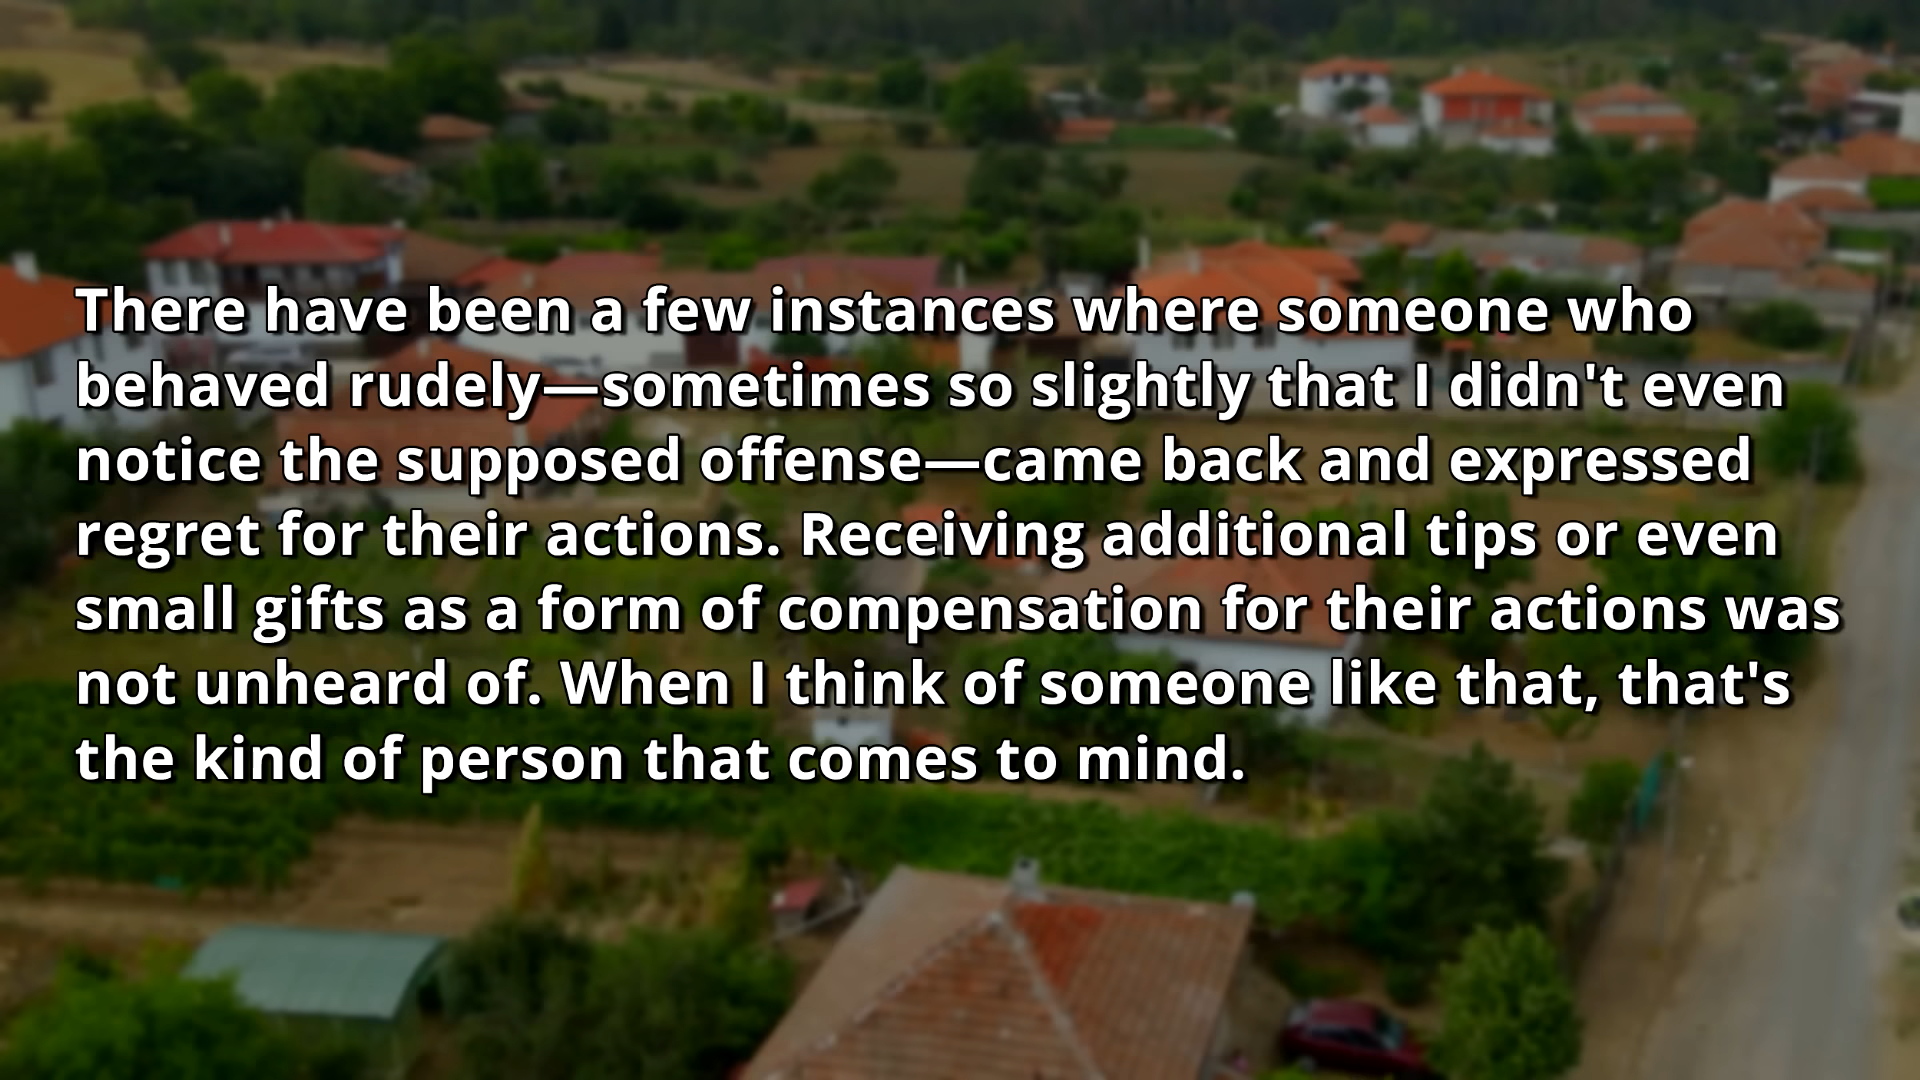 There have been a few instances where someone who
behaved rudely—sometimes so slightly that I didn't even
notice the supposed offense—came back and expressed
regret for their actions. Receiving additional tips or even
small gifts as a form of compensation for their actions was
not unheard of. When I think of someone like that, that's
the kind of person that comes to mind.